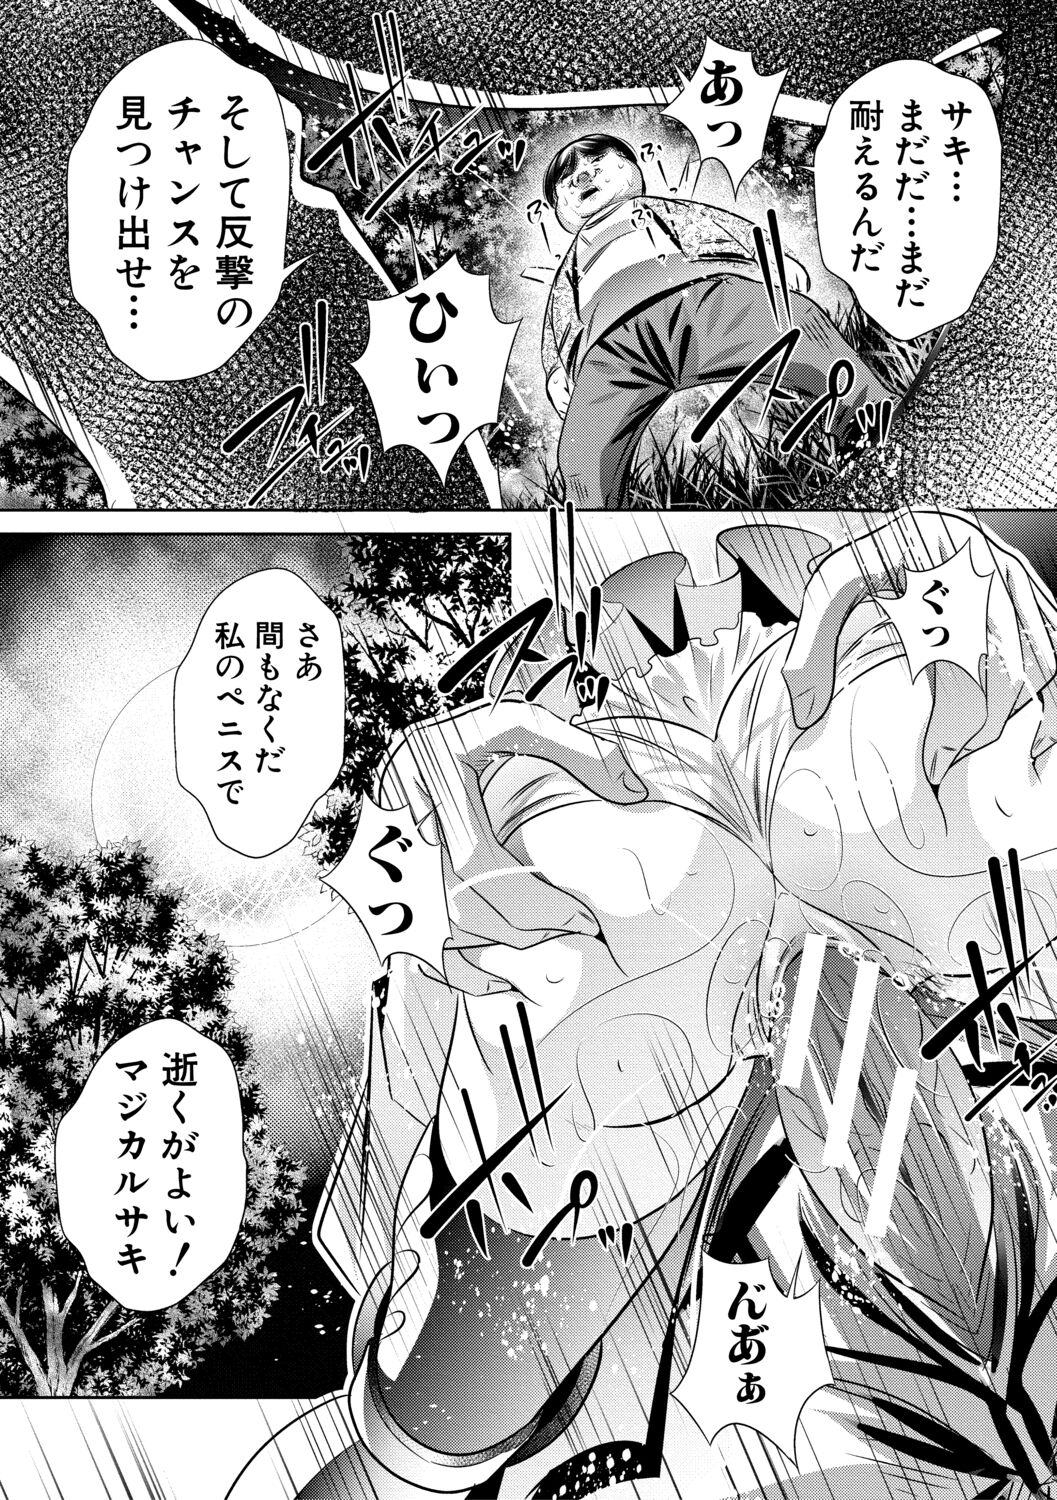 サキ…
まだだ…まだ
耐えるんだ
あっ
そして反撃の
チャンスを
見つけ出せ…
ひぃっ
ぐっ
さあ
間もなくだ
私のペニスで
ぐっ
逝くがよい！
マジカルサキ
んあぁ